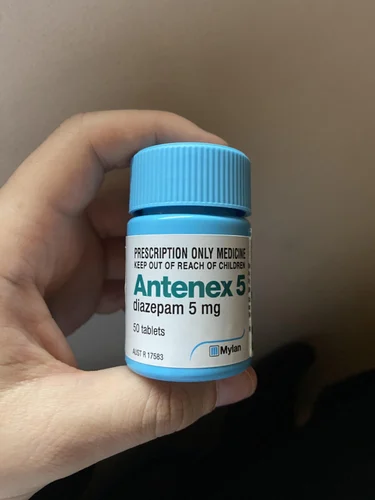 PRESCRIPTION ONLY MEDICINE
KEEP OUT OF REACH OF CHILDREN
Antenex 5
diazepam 5 mg
50 tablets
AUST R 17583
Mylan